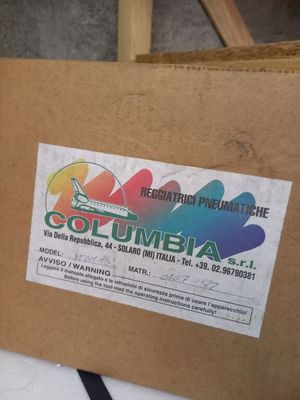 REGGIATRICI PNEUMATICHE
COLUMBIA s.r.l.
Via Della Repubblica, 44 - SOLARO (MI) ITALIA - Tel. +39. 02.96790381
MODEL:
MATR.:
AVVISO / WARNING
Leggere il manuale allegato e le istruzioni di sicurezza prima di usare l'apparecchio!
Before using the tool read the operating instructions carefully!